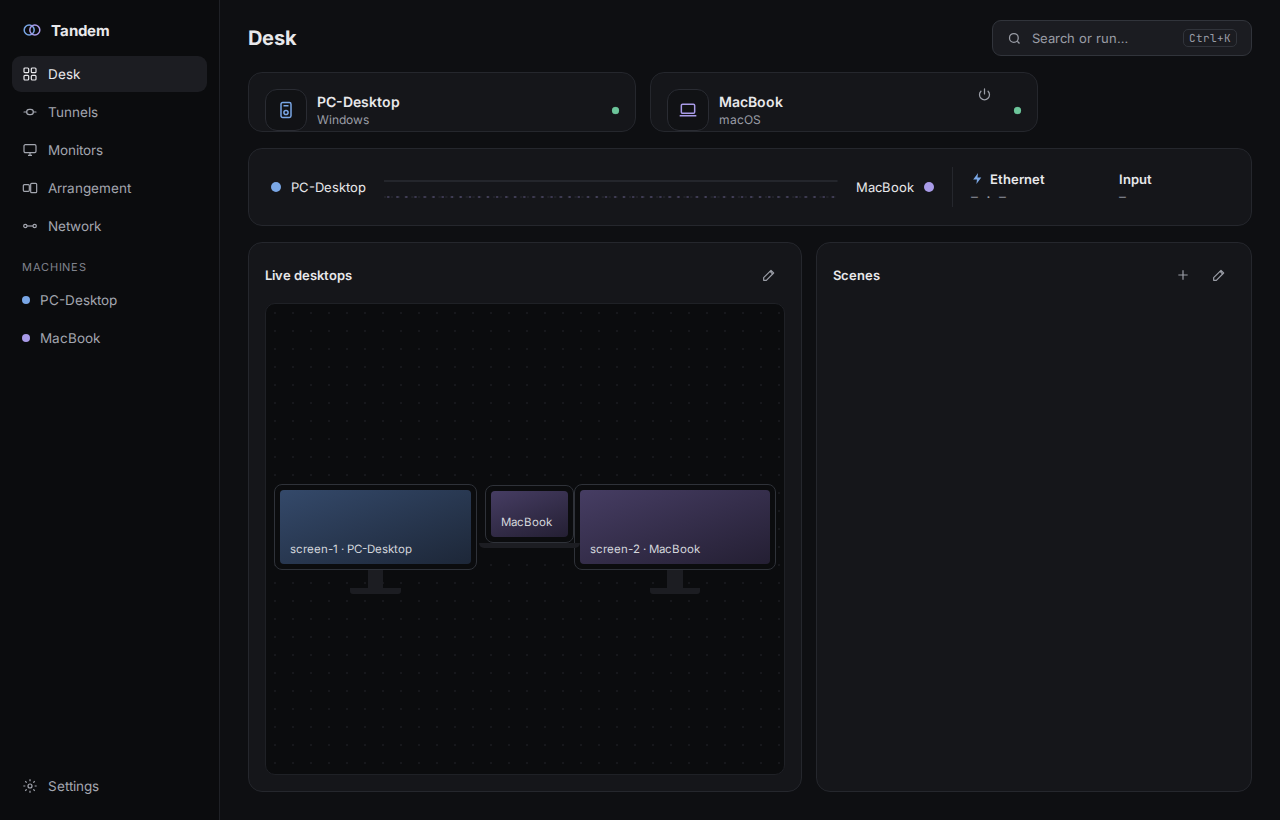 Tandem
Desk
Tunnels
Monitors
Arrangement
Network
MACHINES
PC-Desktop
MacBook
Settings
Desk
Search or run... Ctrl+K
PC-Desktop
Windows
MacBook
macOS
PC-Desktop
MacBook
Ethernet
– · –
Input
–
Live desktops
screen-1 · PC-Desktop
MacBook
screen-2 · MacBook
Scenes